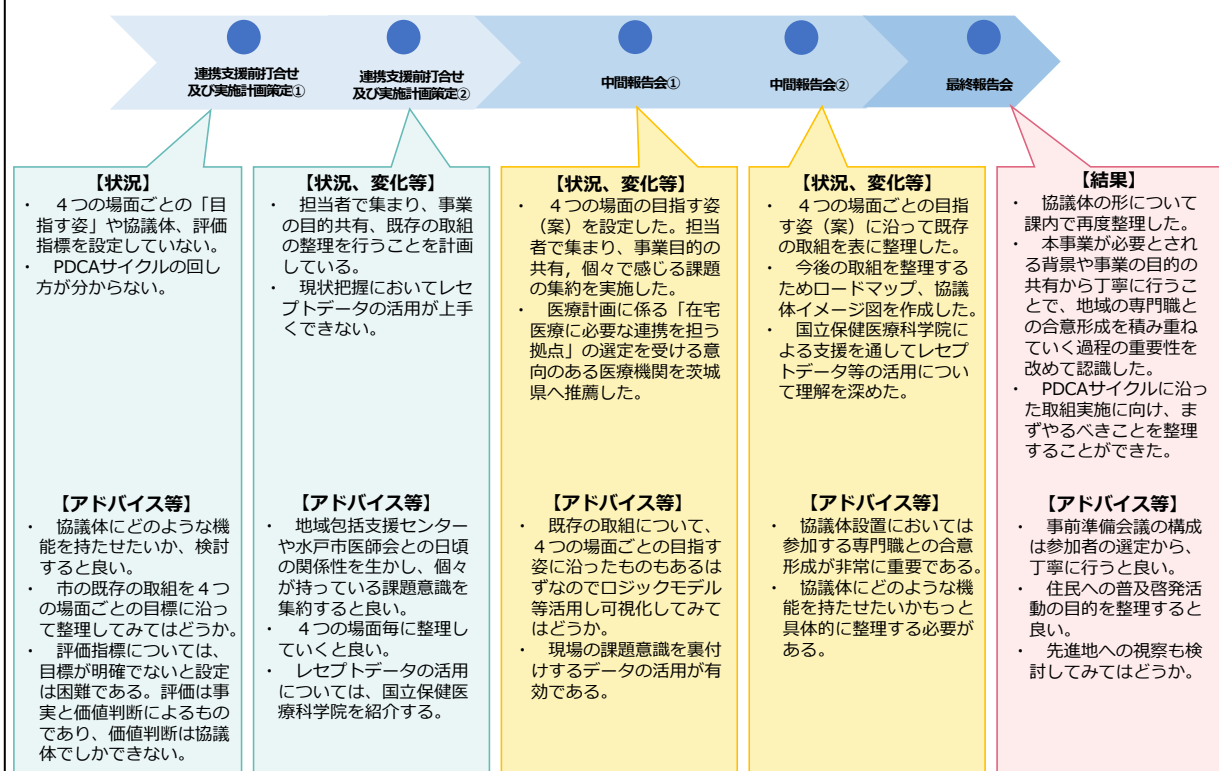 連携支援前打合せ
及び実施計画策定①
連携支援前打合せ
及び実施計画策定②
中間報告会①
中間報告会②
最終報告会
【状況】
・ ４つの場面ごとの「目
指す姿」や協議体、評価
指標を設定していない。
・ PDCAサイクルの回し
方が分からない。
【アドバイス等】
・ 協議体にどのような機
能を持たせたいか、検討
すると良い。
・ 市の既存の取組を４つ
の場面ごとの目標に沿っ
て整理してみてはどうか。
・ 評価指標については、
目標が明確でないと設定
は困難である。評価は事
実と価値判断によるもの
であり、価値判断は協議
体でしかできない。
【状況、変化等】
・ 担当者で集まり、事業
の目的共有、既存の取組
の整理を行うことを計画
している。
・ 現状把握においてレセ
プトデータの活用が上手
くできない。
【アドバイス等】
・ 地域包括支援センター
や水戸市医師会との日頃
の関係性を生かし、個々
が持っている課題意識を
集約すると良い。
・ ４つの場面毎に整理し
ていくと良い。
・ レセプトデータの活用
については、国立保健医
療科学院を紹介する。
【状況、変化等】
・ ４つの場面の目指す姿
（案）を設定した。担当
者で集まり、事業目的の
共有，個々で感じる課題
の集約を実施した。
・ 医療計画に係る「在宅
医療に必要な連携を担う
拠点」の選定を受ける意
向のある医療機関を茨城
県へ推薦した。
【アドバイス等】
・ 既存の取組について、
４つの場面ごとの目指す
姿に沿ったものもあるは
ずなのでロジックモデル
等活用し可視化してみて
はどうか。
・ 現場の課題意識を裏付
けするデータの活用が有
効である。
【状況、変化等】
・ ４つの場面ごとの目指
す姿（案）に沿って既存
の取組を表に整理した。
・ 今後の取組を整理する
ためロードマップ、協議
体イメージ図を作成した。
・ 国立保健医療科学院に
よる支援を通してレセプ
トデータ等の活用につい
て理解を深めた。
【アドバイス等】
・ 協議体設置においては
参加する専門職との合意
形成が非常に重要である。
・ 協議体にどのような機
能を持たせたいかもっと
具体的に整理する必要が
ある。
【結果】
・ 協議体の形について
課内で再度整理した。
・ 本事業が必要とされ
る背景や事業の目的の
共有から丁寧に行うこ
とで、地域の専門職と
の合意形成を積み重ね
ていく過程の重要性を
改めて認識した。
・ PDCAサイクルに沿っ
た取組実施に向け、ま
ずやるべきことを整理
することができた。
【アドバイス等】
・ 事前準備会議の構成
は参加者の選定から、
丁寧に行うと良い。
・ 住民への普及啓発活
動の目的を整理すると
良い。
・ 先進地への視察も検
討してみてはどうか。